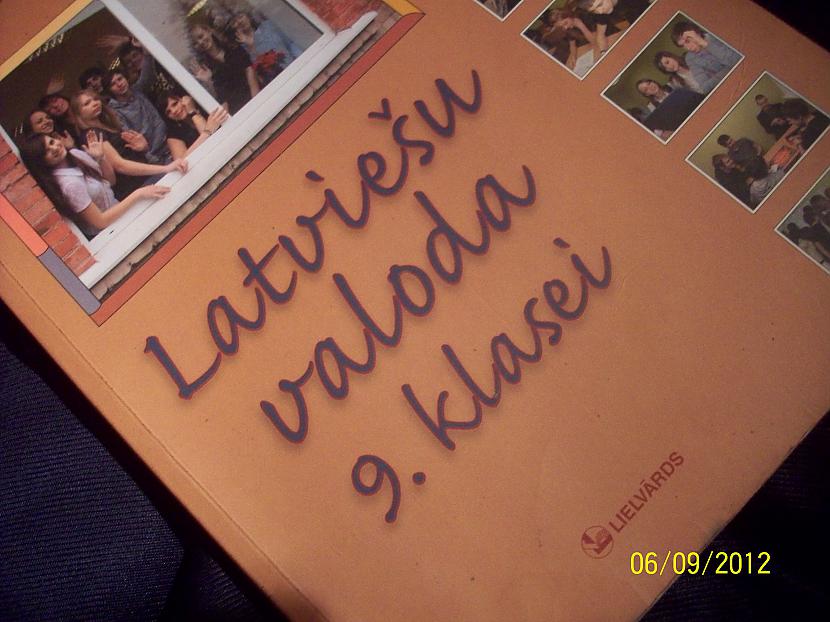 Latviešu
valoda
9. klasei
LIELVĀRDS
06/09/2012